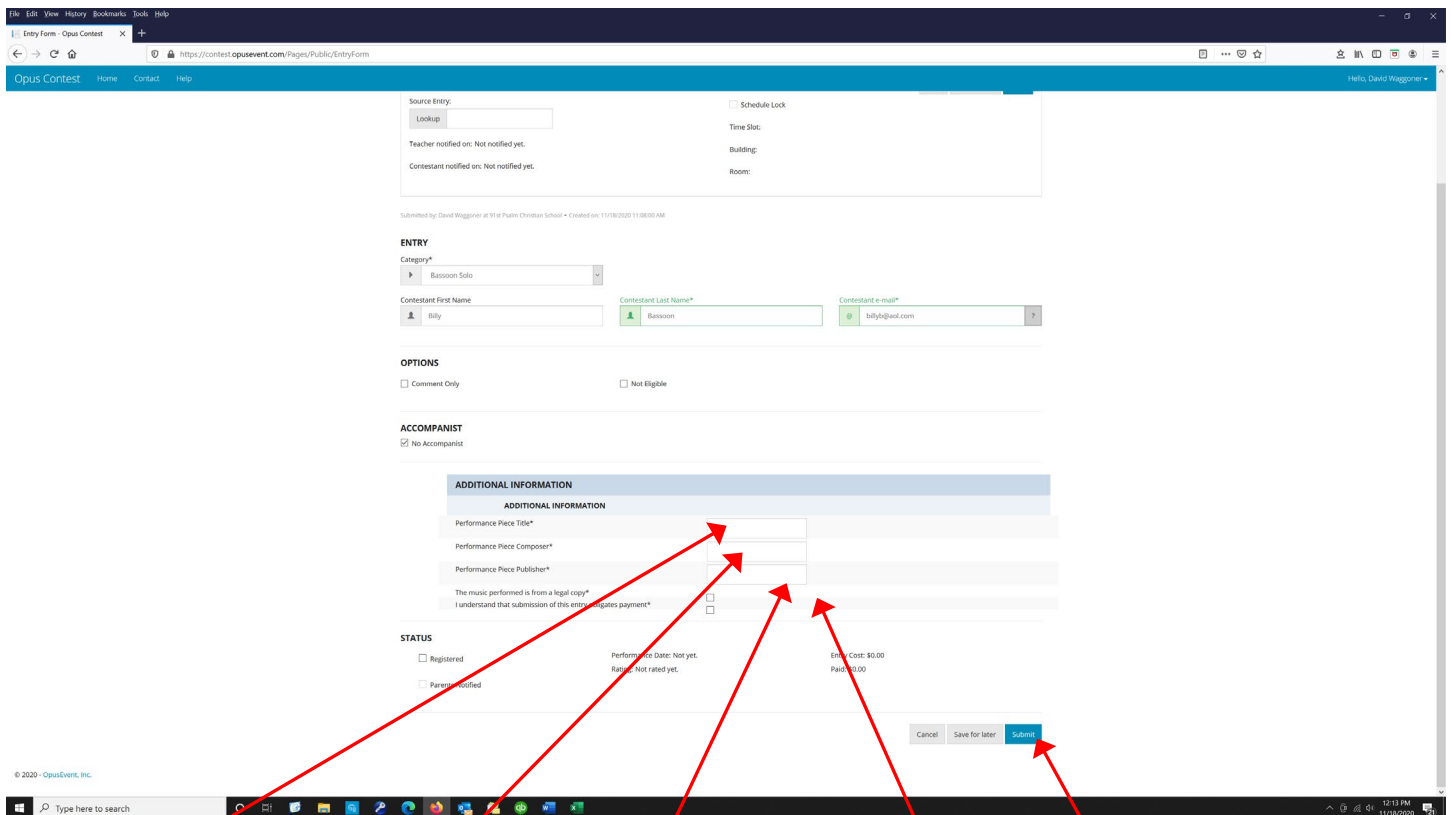 File Edit View History Bookmarks Tools Help
Entry Form - Opus Contest
https://contest.opusevent.com/Pages/Public/EntryForm
Opus Contest Home Contact Help Hello, David Waggoner
Source Entry:
Schedule Lock
Lookup
Time Slot:
Teacher notified on: Not notified yet.
Building:
Contestant notified on: Not notified yet.
Room:
Submitted by: David Waggoner at 91st Psalm Christian School • Created on: 11/18/2020 11:08:00 AM
ENTRY
Category*
Bassoon Solo
Contestant First Name Contestant Last Name* Contestant e-mail*
Billy Bassoon @ billyb@aol.com ?
OPTIONS
Comment Only Not Eligible
ACCOMPANIST
No Accompanist
ADDITIONAL INFORMATION
ADDITIONAL INFORMATION
Performance Piece Title*
Performance Piece Composer*
Performance Piece Publisher*
The music performed is from a legal copy*
I understand that submission of this entry obligates payment*
STATUS
Registered Performance Date: Not yet. Entry Cost: $0.00
Rating: Not rated yet. Paid: $0.00
Parents Notified
Cancel Save for later Submit
© 2020 - OpusEvent, Inc.
Type here to search
12:13 PM
11/18/2020